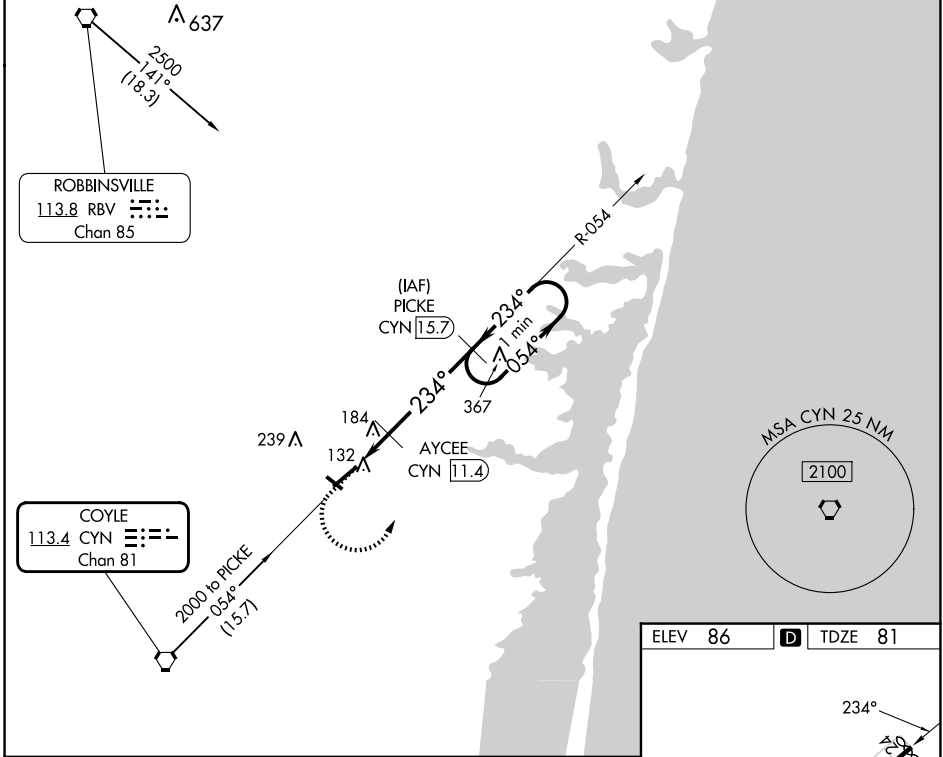 637
2500
141°
(18.3)
ROBBINSVILLE
113.8 RBV
Chan 85
R-054
(IAF)
PICKE
CYN 15.7
234°
1 min
054°
234°
367
184
239
132
AYCEE
CYN 11.4
MSA CYN 25 NM
2100
COYLE
113.4 CYN
Chan 81
2000 to PICKE
054°
(15.7)
ELEV 86 D TDZE 81
234°
24